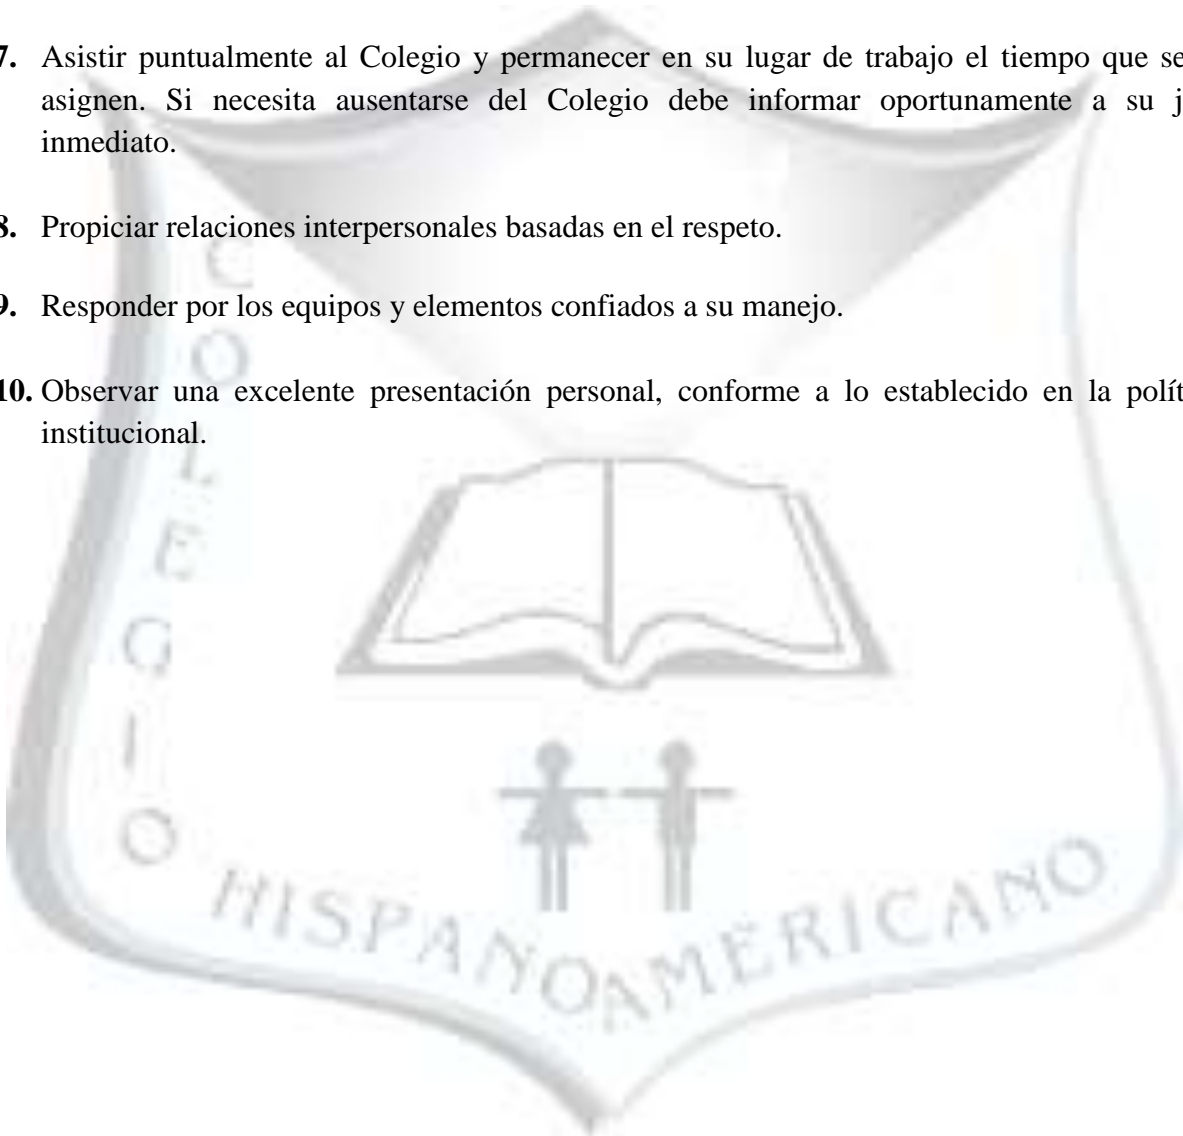 7. Asistir puntualmente al Colegio y permanecer en su lugar de trabajo el tiempo que se
asignen. Si necesita ausentarse del Colegio debe informar oportunamente a su j
inmediato.
8. Propiciar relaciones interpersonales basadas en el respeto.
9. Responder por los equipos y elementos confiados a su manejo.
10. Observar una excelente presentación personal, conforme a lo establecido en la polít
institucional.
COLEGIO
HISPANOAMERICANO